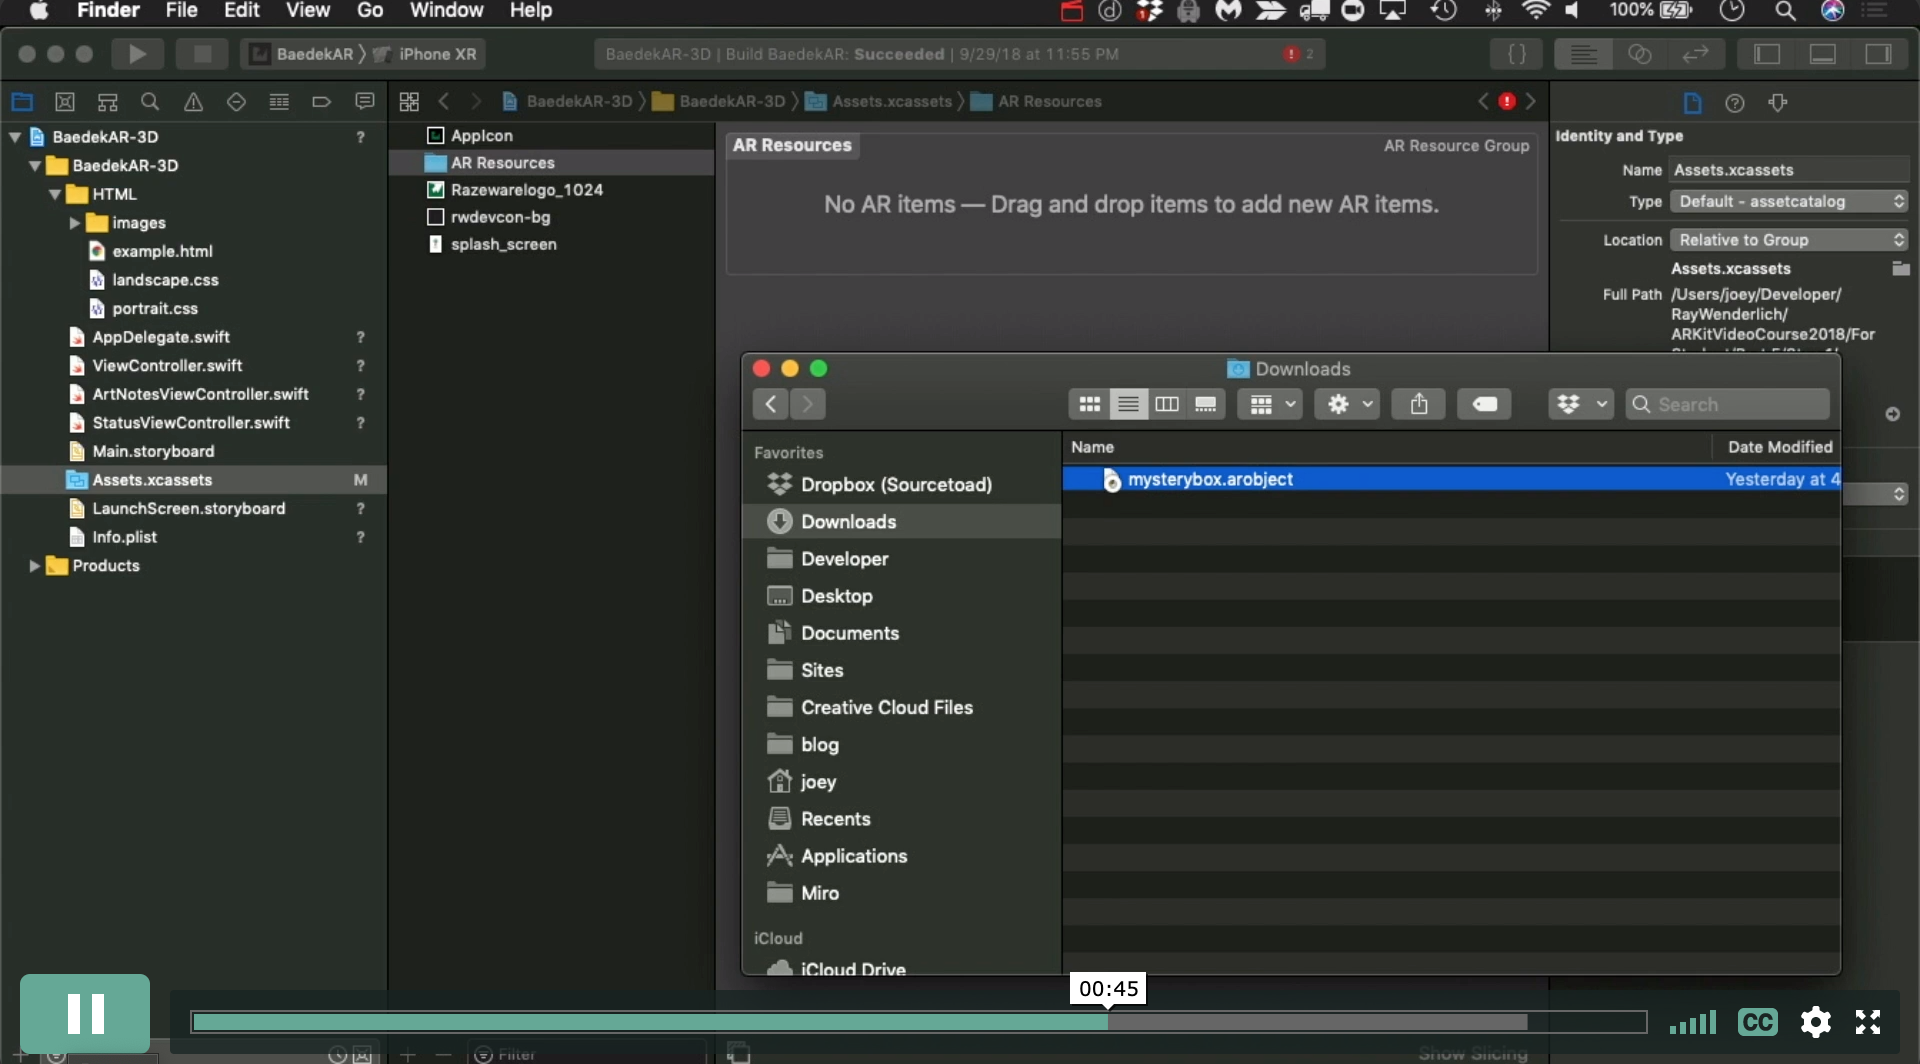 Finder File Edit View Go Window Help 100%
BaedekAR iPhone XR BaedekAR-3D | Build BaedekAR: Succeeded | 9/29/18 at 11:55 PM 2
BaedekAR-3D BaedekAR-3D Assets.xcassets AR Resources
BaedekAR-3D ?
BaedekAR-3D
HTML
images
example.html
landscape.css
portrait.css
AppDelegate.swift ?
ViewController.swift ?
ArtNotesViewController.swift ?
StatusViewController.swift ?
Main.storyboard
Assets.xcassets M
LaunchScreen.storyboard ?
Info.plist ?
Products
AppIcon
AR Resources
Razewarelogo_1024
rwdevcon-bg
splash_screen
AR Resources AR Resource Group
No AR items — Drag and drop items to add new AR items.
Identity and Type
Name Assets.xcassets
Type Default - assetcatalog
Location Relative to Group
Assets.xcassets
Full Path /Users/joey/Developer/
RayWenderlich/
ARKitVideoCourse2018/For
Downloads
Search
Favorites
Dropbox (Sourcetoad)
Downloads
Developer
Desktop
Documents
Sites
Creative Cloud Files
blog
joey
Recents
Applications
Miro
iCloud
iCloud Drive
Name Date Modified
mysterybox.arobject Yesterday at 4
00:45
CC
Filter
Show Slicing